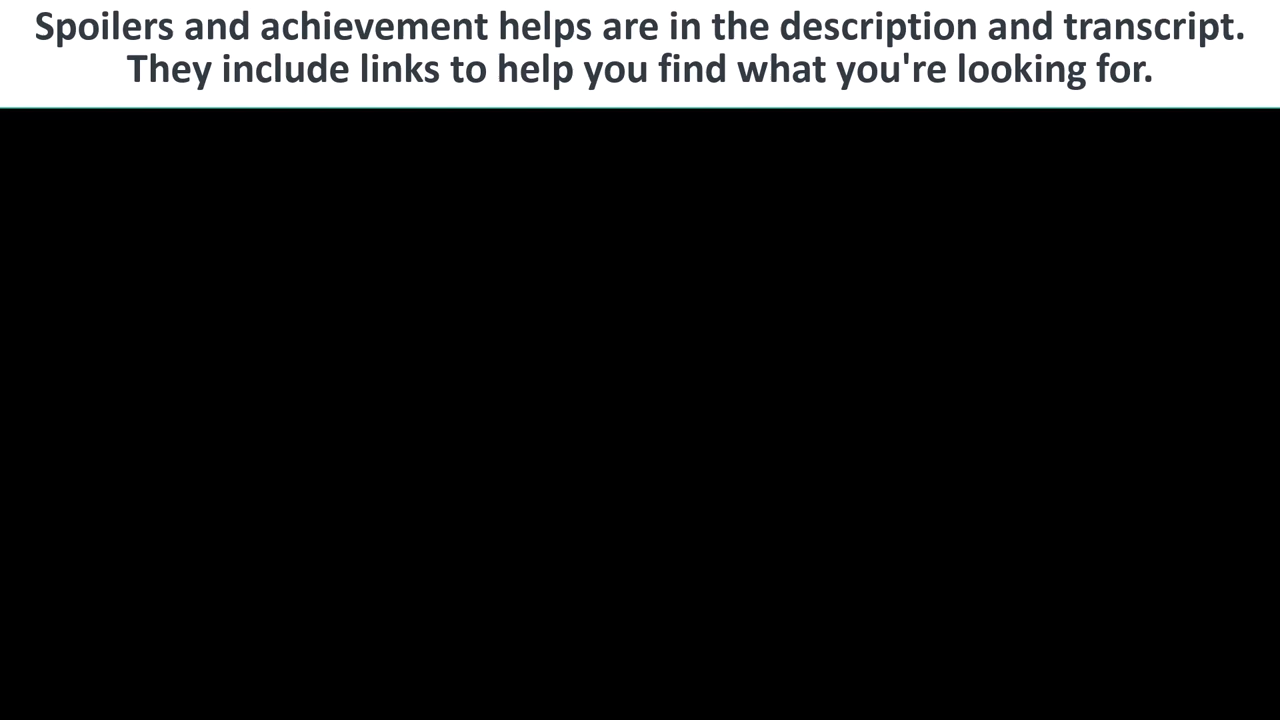 Spoilers and achievement helps are in the description and transcript.
They include links to help you find what you're looking for.